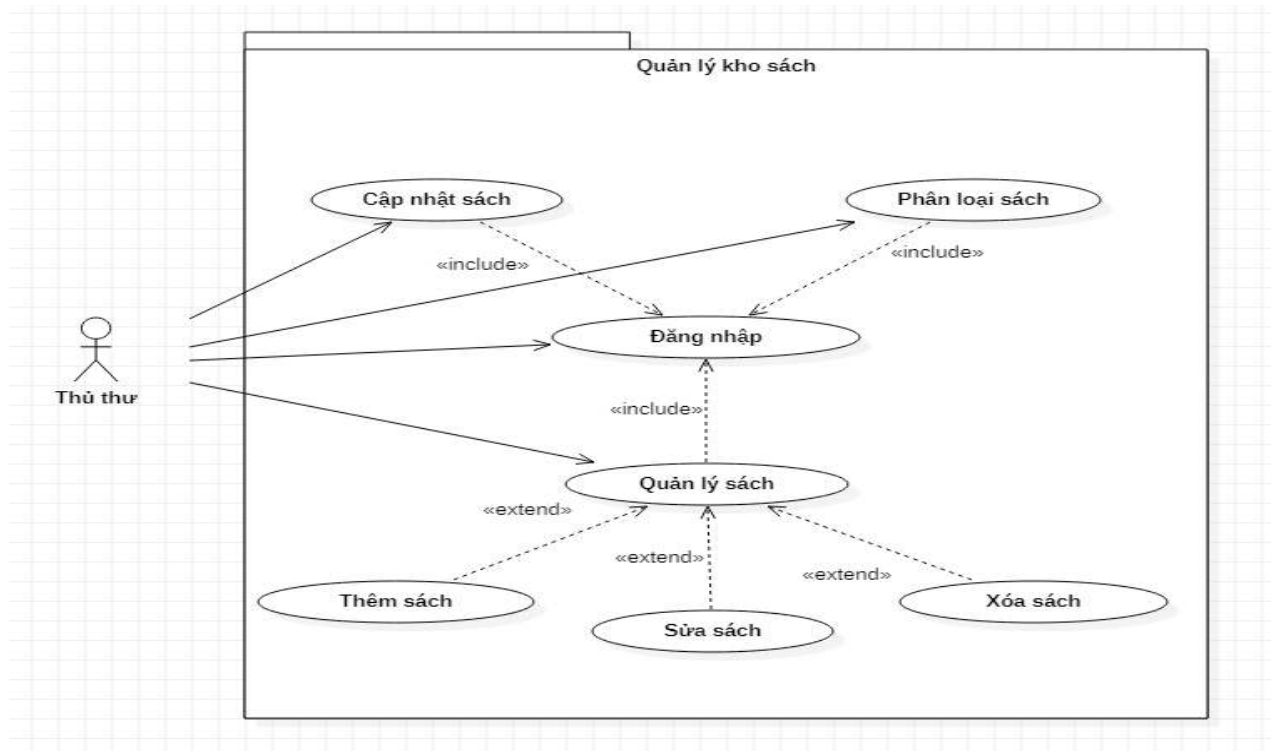 Quản lý kho sách
Cập nhật sách
Phân loại sách
«include»
«include»
Đăng nhập
Thủ thư
«include»
Quản lý sách
«extend»
«extend»
«extend»
Thêm sách
Sửa sách
Xóa sách